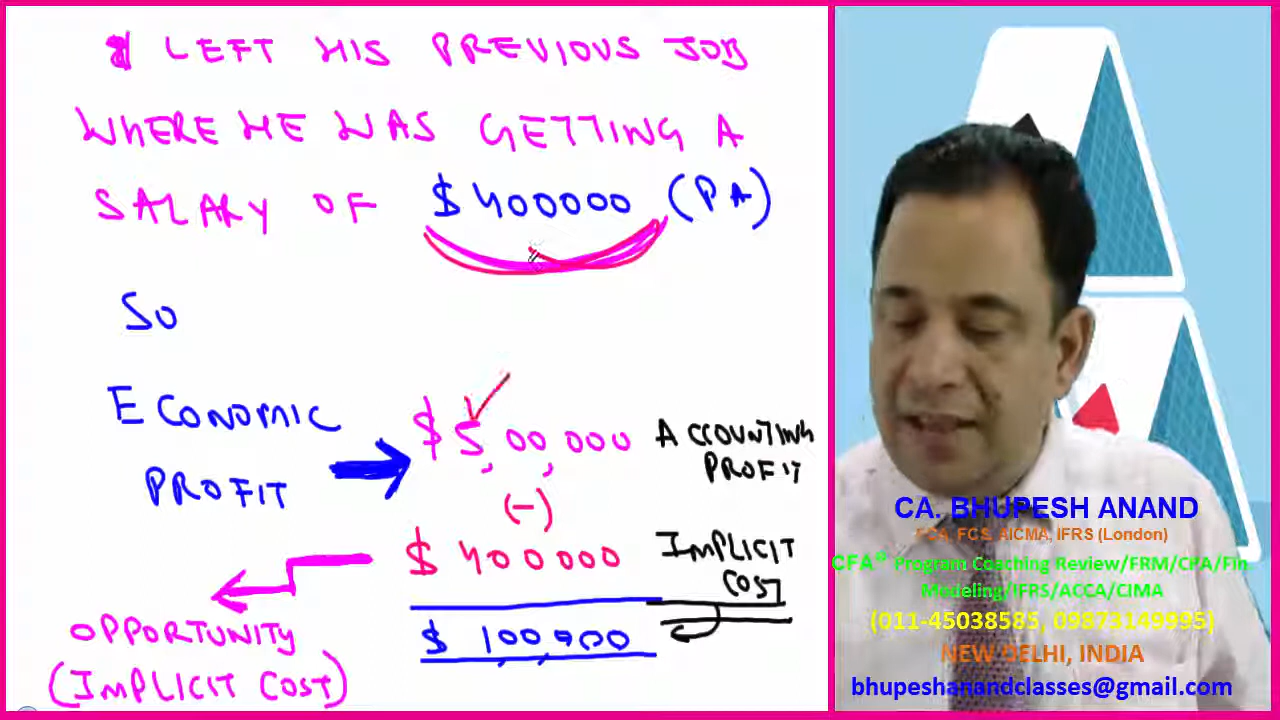 LEFT HIS PREVIOUS JOB
WHERE HE WAS GETTING A
SALARY OF $400000 (PA)
SO
ECONOMIC
PROFIT
$ 5,00,000 ACCOUNTING PROFIT
(-)
$ 400000 IMPLICIT COST
$ 100,000
OPPORTUNITY
(IMPLICIT COST)
CA. BHUPESH ANAND
FCA, FCS, AICMA, IFRS (London)
CFA® Program Coaching Review/FRM/CPA/Fin
Modeling/IFRS/ACCA/CIMA
(011-45038585, 09873149995)
NEW DELHI, INDIA
bhupeshanandclasses@gmail.com